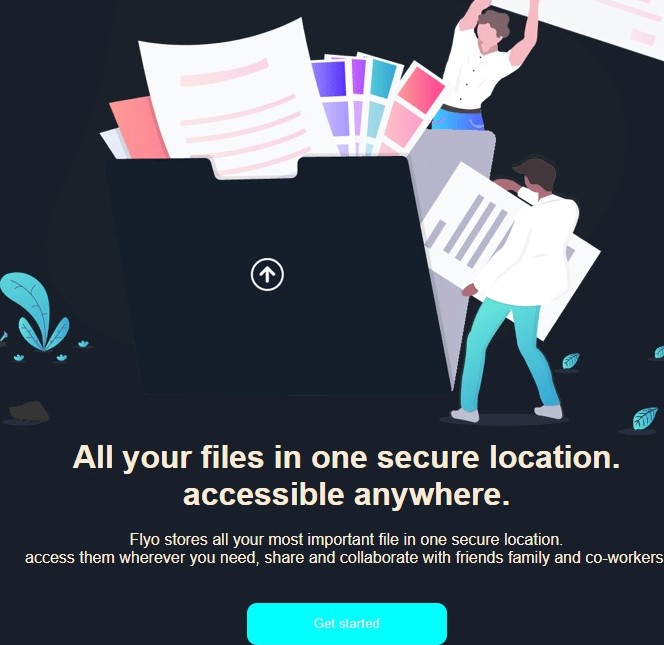 All your files in one secure location.
accessible anywhere.
Flyo stores all your most important file in one secure location.
access them wherever you need, share and collaborate with friends family and co-workers
Get started